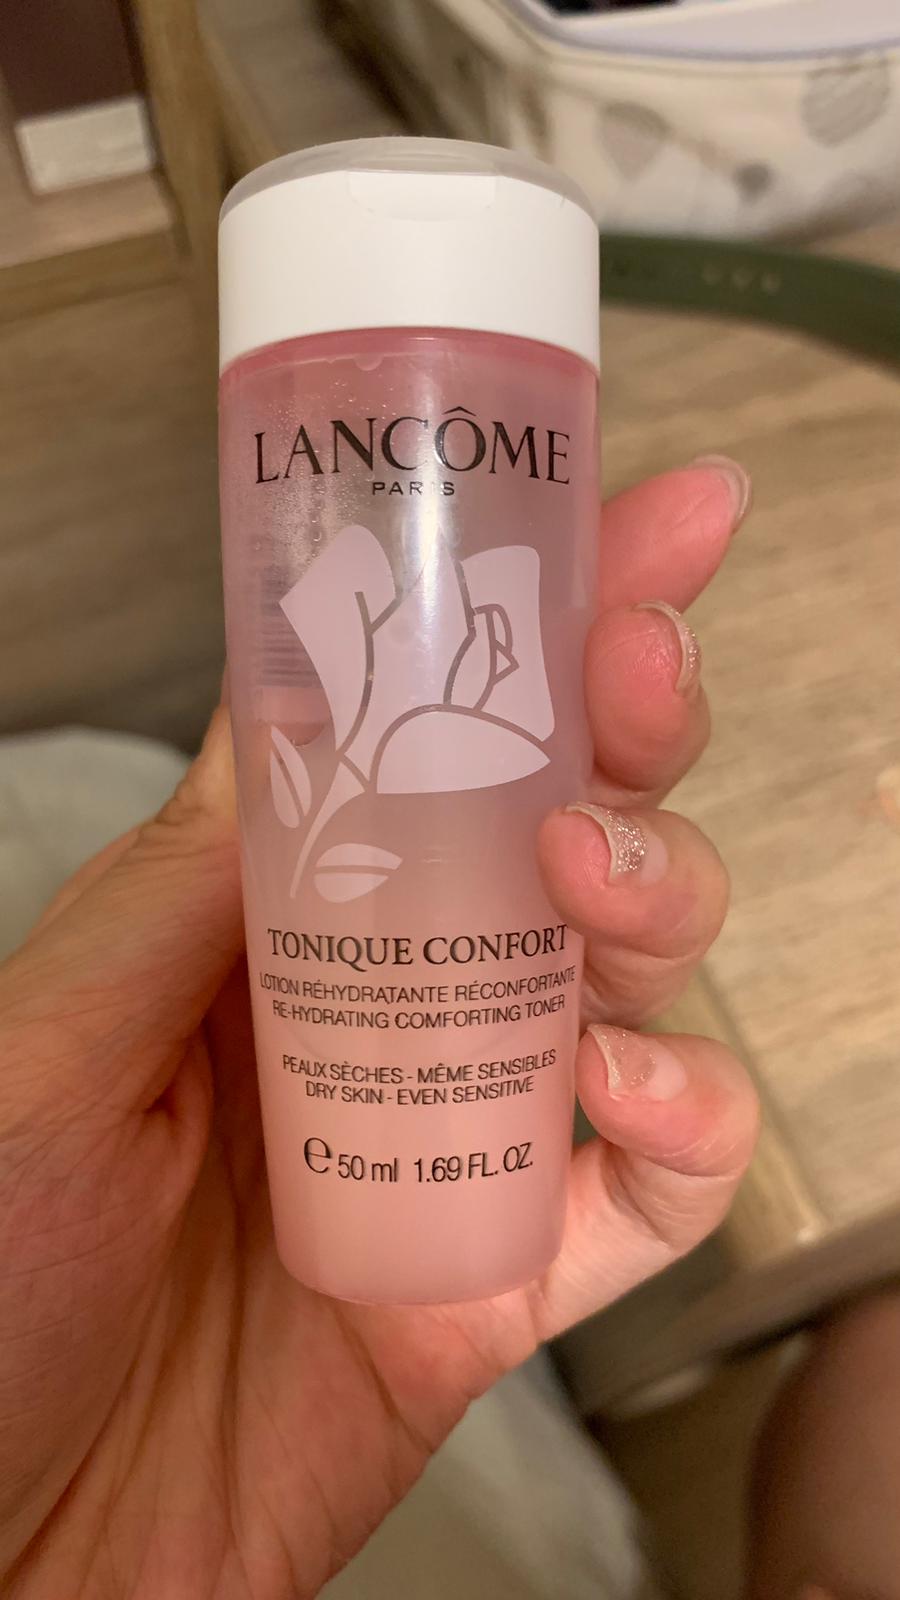 LANCÔME
PARIS
TONIQUE CONFORT
LOTION RÉHYDRATANTE RÉCONFORTANTE
RE-HYDRATING COMFORTING TONER
PEAUX SÈCHES - MÊME SENSIBLES
DRY SKIN - EVEN SENSITIVE
℮ 50 ml 1.69 FL. OZ.